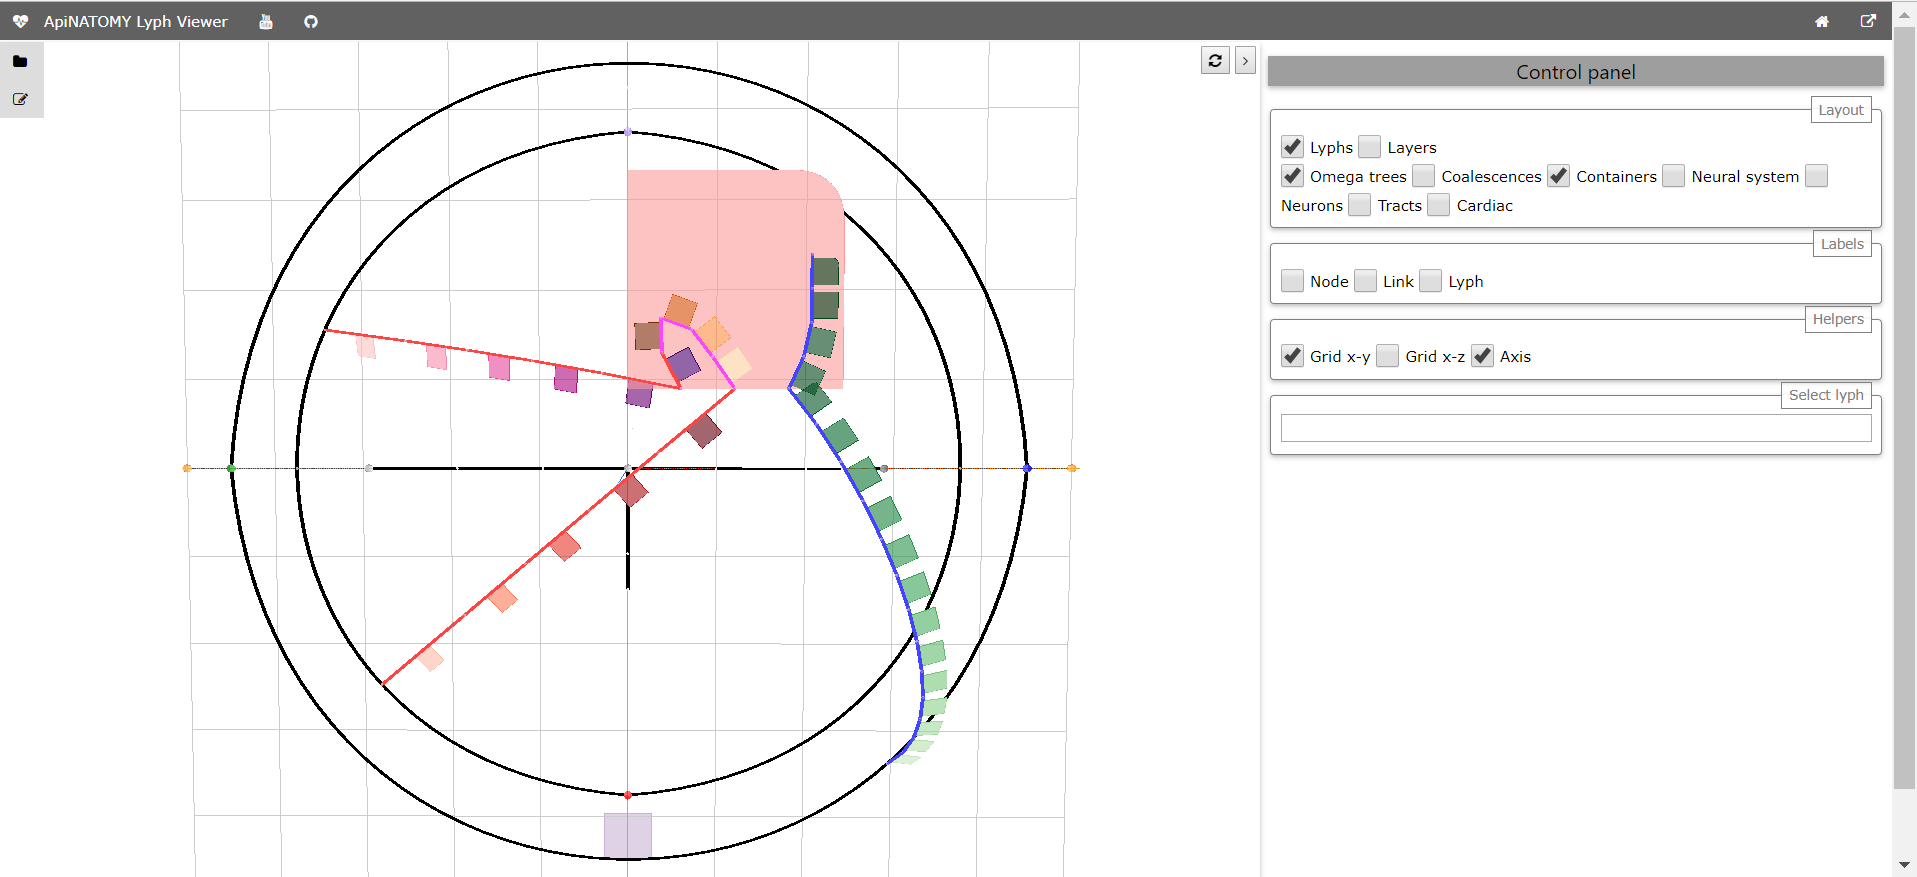 ApiNATOMY Lyph Viewer
Control panel
Layout
Lyphs Layers
Omega trees Coalescences Containers Neural system
Neurons Tracts Cardiac
Labels
Node Link Lyph
Helpers
Grid x-y Grid x-z Axis
Select lyph